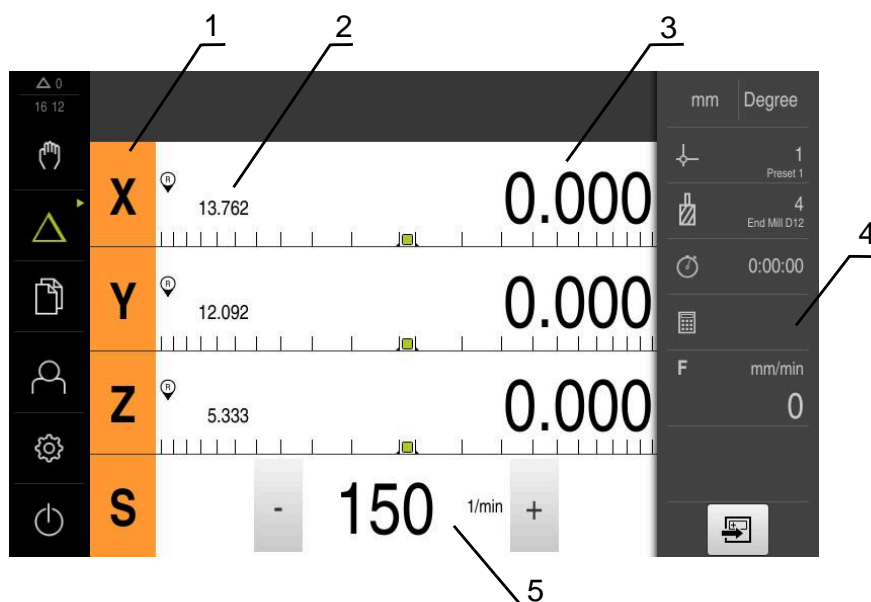 1 2 3
0
16 12
mm Degree
X R 13.762 0.000
1
Preset 1
4
End Mill D12
4
Y R 12.092 0.000
0:00:00
Z R 5.333 0.000
F mm/min
0
S - 150 1/min +
5